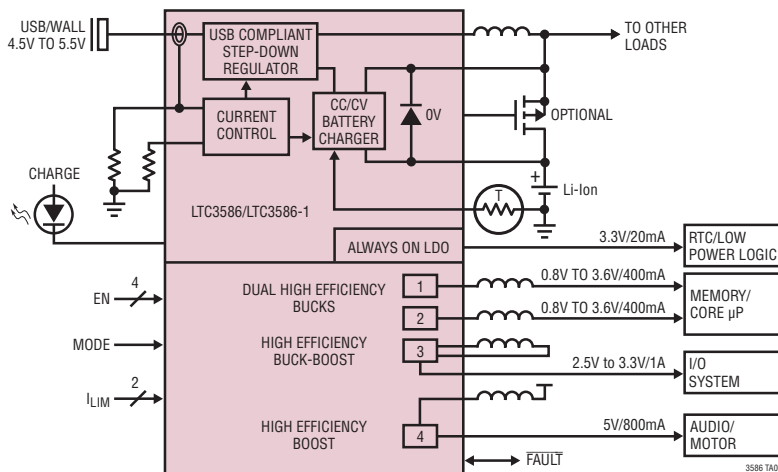 USB/WALL
4.5V TO 5.5V
USB COMPLIANT
STEP-DOWN
REGULATOR
TO OTHER
LOADS
CURRENT
CONTROL
CC/CV
BATTERY
CHARGER
0V
OPTIONAL
CHARGE
LTC3586/LTC3586-1
T
+
Li-Ion
ALWAYS ON LDO
3.3V/20mA
RTC/LOW
POWER LOGIC
4
EN
MODE
2
ILIM
DUAL HIGH EFFICIENCY
BUCKS
1
2
0.8V TO 3.6V/400mA
0.8V TO 3.6V/400mA
MEMORY/
CORE µP
HIGH EFFICIENCY
BUCK-BOOST
3
2.5V to 3.3V/1A
I/O
SYSTEM
HIGH EFFICIENCY
BOOST
4
5V/800mA
AUDIO/
MOTOR
FAULT